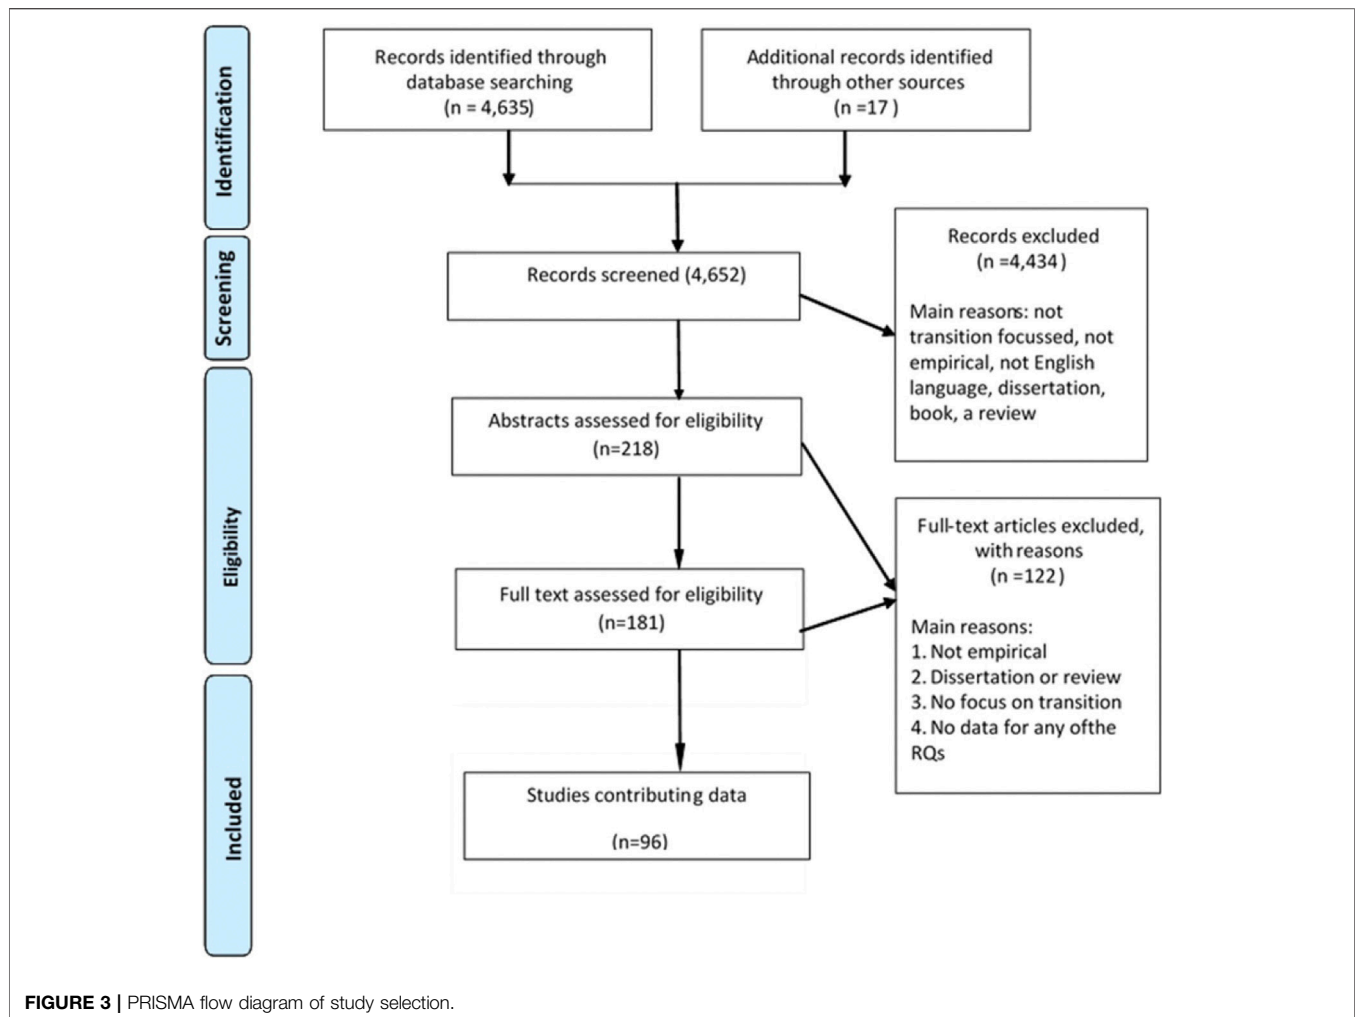 Identification
Records identified through
database searching
(n = 4,635)
Additional records identified
through other sources
(n =17 )
Screening
Records screened (4,652)
Records excluded
(n =4,434 )
Main reasons: not
transition focussed, not
empirical, not English
language, dissertation,
book, a review
Eligibility
Abstracts assessed for eligibility
(n=218)
Full text assessed for eligibility
(n=181)
Full-text articles excluded,
with reasons
(n =122 )
Main reasons:
1. Not empirical
2. Dissertation or review
3. No focus on transition
4. No data for any ofthe
RQs
Included
Studies contributing data
(n=96)
FIGURE 3 | PRISMA flow diagram of study selection.